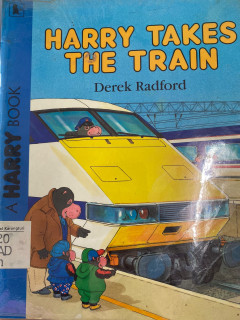 HARRY TAKES
THE TRAIN
Derek Radford
A HARRY BOOK